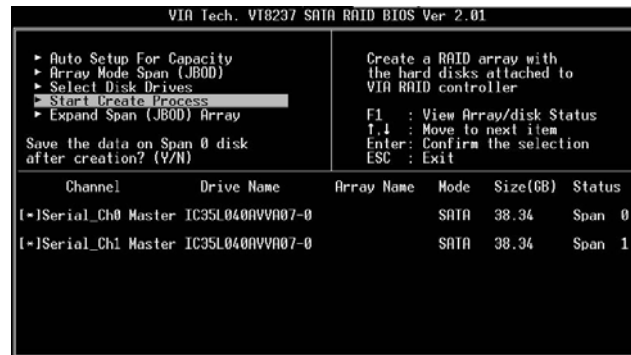 VIA Tech. VT8237 SATA RAID BIOS Ver 2.01
► Auto Setup For Capacity
► Array Mode Span (JBOD)
► Select Disk Drives
► Start Create Process
► Expand Span (JBOD) Array
Save the data on Span 0 disk
after creation? (Y/N)
Create a RAID array with
the hard disks attached to
VIA RAID controller
F1 : View Array/disk Status
↑,↓ : Move to next item
Enter: Confirm the selection
ESC : Exit
Channel Drive Name Array Name Mode Size(GB) Status
[*]Serial_Ch0 Master IC35L040AVVA07-0 SATA 38.34 Span 0
[*]Serial_Ch1 Master IC35L040AVVA07-0 SATA 38.34 Span 1